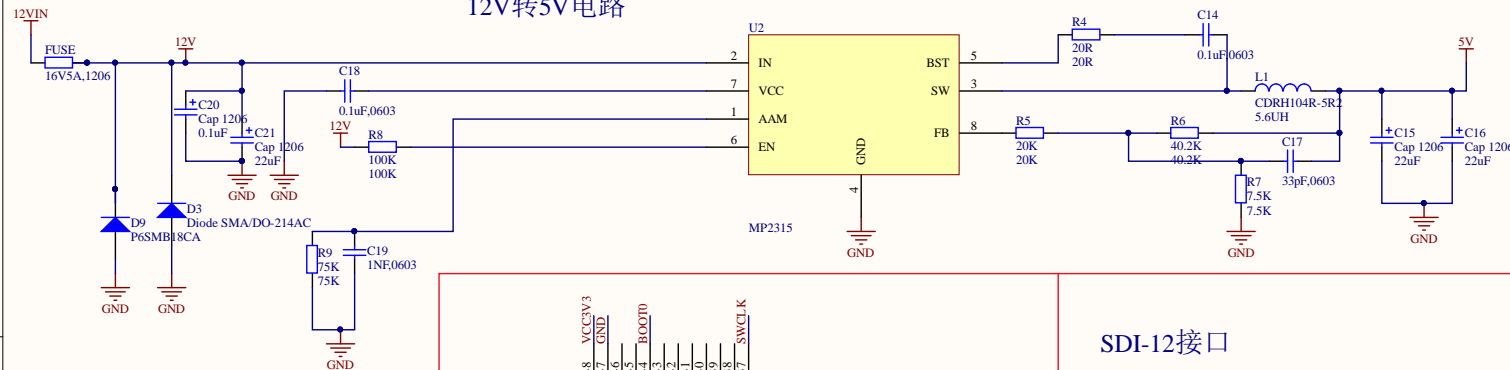 12V转5V电路
12VIN
FUSE
16V5A,1206
12V
C20
Cap 1206
0.1uF
C21
Cap 1206
22uF
GND
GND
C18
0.1uF,0603
12V
R8
100K
100K
D9
P6SMB18CA
GND
D3
Diode SMA/DO-214AC
GND
R9
75K
75K
C19
1NF,0603
GND
U2
2
IN
7
VCC
1
AAM
6
EN
BST
5
SW
3
FB
8
GND
4
MP2315
GND
R4
20R
20R
C14
0.1uF,0603
L1
CDRH104R-5R2
5.6UH
R5
20K
20K
R6
40.2K
40.2K
C17
33pF,0603
R7
7.5K
7.5K
GND
5V
C15
Cap 1206
22uF
C16
Cap 1206
22uF
GND
VCC3V3
GND
BOOT0
SWCLK
SDI-12接口